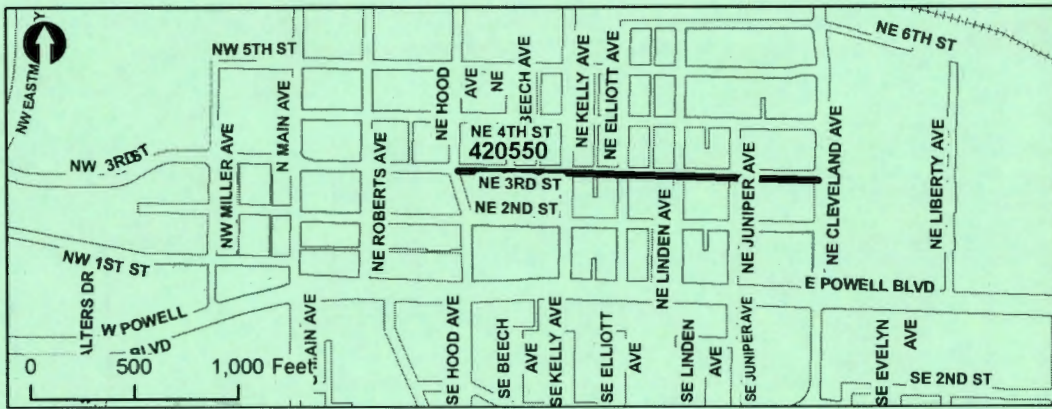 NW EASTM
Y
NW 5TH ST
NW 3RD ST
NW MILLER AVE
N MAIN AVE
NE ROBERTS AVE
NE HOOD
AVE
NE
BEECH AVE
NE KELLY AVE
NE ELLIOTT AVE
NE 6TH ST
NE 4TH ST
420550
NE 3RD ST
NE 2ND ST
NE LINDEN AVE
NE JUNIPER AVE
NE CLEVELAND AVE
NE LIBERTY AVE
NW 1ST ST
E POWELL BLVD
W POWELL
BLVD
ALTERS DR
AIN AVE
SE HOOD AVE
SE BEECH
AVE
SE KELLY AVE
SE ELLIOTT
AVE
SE LINDEN
AVE
SE JUNIPER AVE
SE EVELYN
AVE
SE 2ND ST
0 500 1,000 Feet